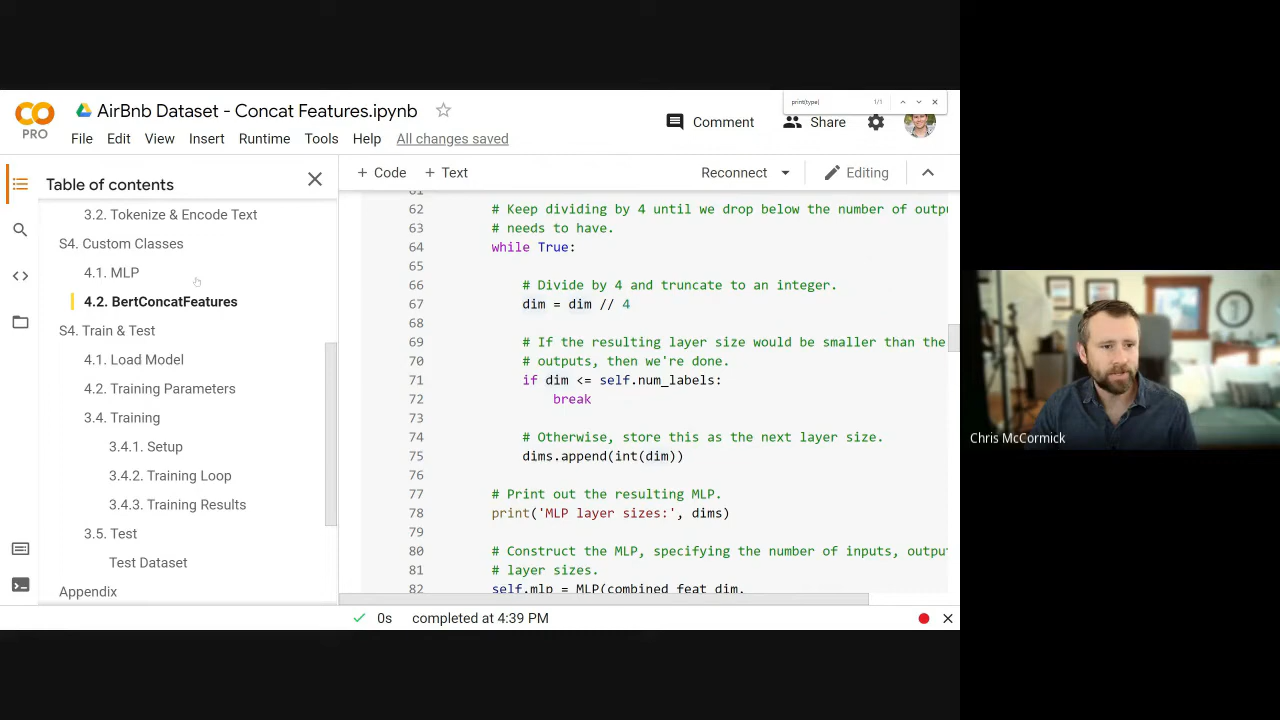 AirBnb Dataset - Concat Features.ipynb
PRO
File Edit View Insert Runtime Tools Help All changes saved
print(type| 1/1
Comment Share
Table of contents
3.2. Tokenize & Encode Text
S4. Custom Classes
4.1. MLP
4.2. BertConcatFeatures
S4. Train & Test
4.1. Load Model
4.2. Training Parameters
3.4. Training
3.4.1. Setup
3.4.2. Training Loop
3.4.3. Training Results
3.5. Test
Test Dataset
Appendix
+ Code + Text Reconnect Editing
61
62 # Keep dividing by 4 until we drop below the number of outpu
63 # needs to have.
64 while True:
65
66 # Divide by 4 and truncate to an integer.
67 dim = dim // 4
68
69 # If the resulting layer size would be smaller than the
70 # outputs, then we're done.
71 if dim <= self.num_labels:
72 break
73
74 # Otherwise, store this as the next layer size.
75 dims.append(int(dim))
76
77 # Print out the resulting MLP.
78 print('MLP layer sizes:', dims)
79
80 # Construct the MLP, specifying the number of inputs, outpu
81 # layer sizes.
82 self.mlp = MLP(combined_feat_dim,
0s completed at 4:39 PM
Chris McCormick